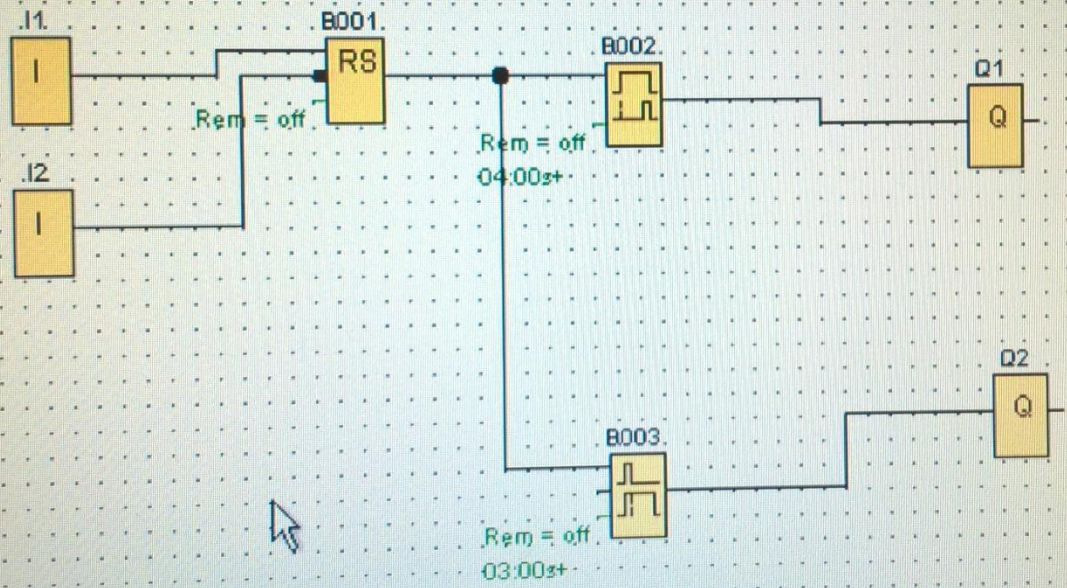 I1
B001
I
RS
B002
Q1
Rem = off
Q
Rem = off
04:00s+
I2
I
Q2
Q
B003
Rem = off
03:00s+